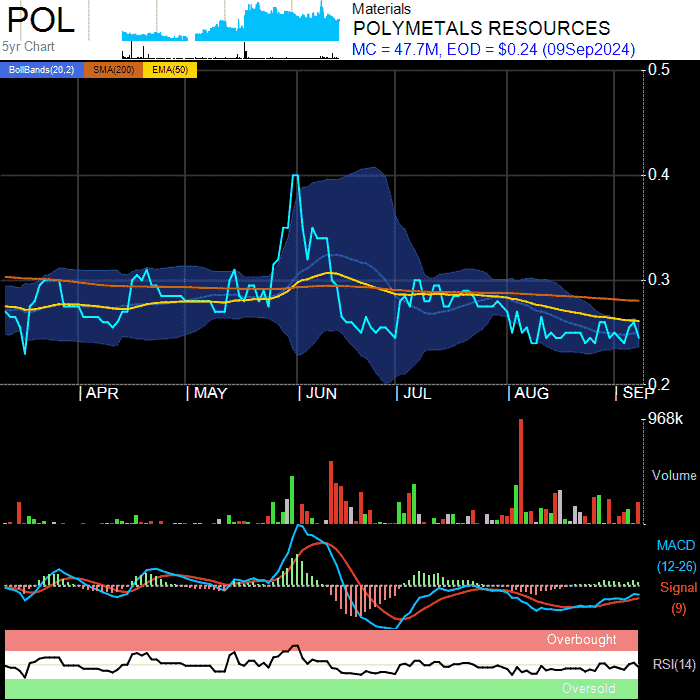 POL
5yr Chart
Materials
POLYMETALS RESOURCES
MC = 47.7M, EOD = $0.24 (09Sep2024)
BollBands(20,2) SMA(200) EMA(50)
0.5
0.4
0.3
0.2
APR MAY JUN JUL AUG SEP
968k
Volume
MACD
(12-26)
Signal
(9)
Overbought
RSI(14)
Oversold